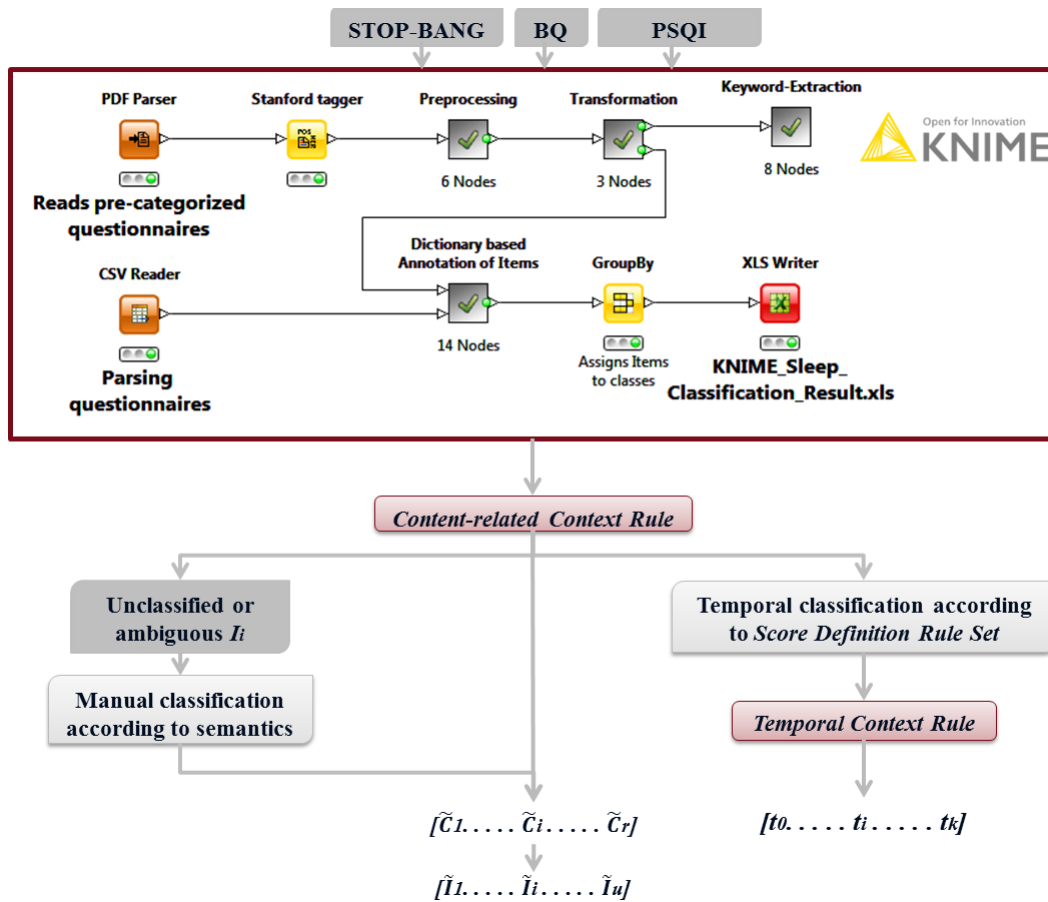 STOP-BANG BQ PSQI
PDF Parser Stanford tagger Preprocessing Transformation Keyword-Extraction
POS
Open for Innovation
KNIME
6 Nodes 3 Nodes 8 Nodes
Reads pre-categorized
questionnaires
CSV Reader
Dictionary based
Annotation of Items
GroupBy XLS Writer
14 Nodes
Parsing
questionnaires
Assigns Items
to classes
KNIME_Sleep_
Classification_Result.xls
Content-related Context Rule
Unclassified or
ambiguous Ii
Temporal classification according
to Score Definition Rule Set
Manual classification
according to semantics
Temporal Context Rule
[C̃1. . . . . C̃i. . . . . C̃r]
[t0. . . . . ti. . . . . tk]
[Ĩ1. . . . . Ĩi. . . . . Ĩu]